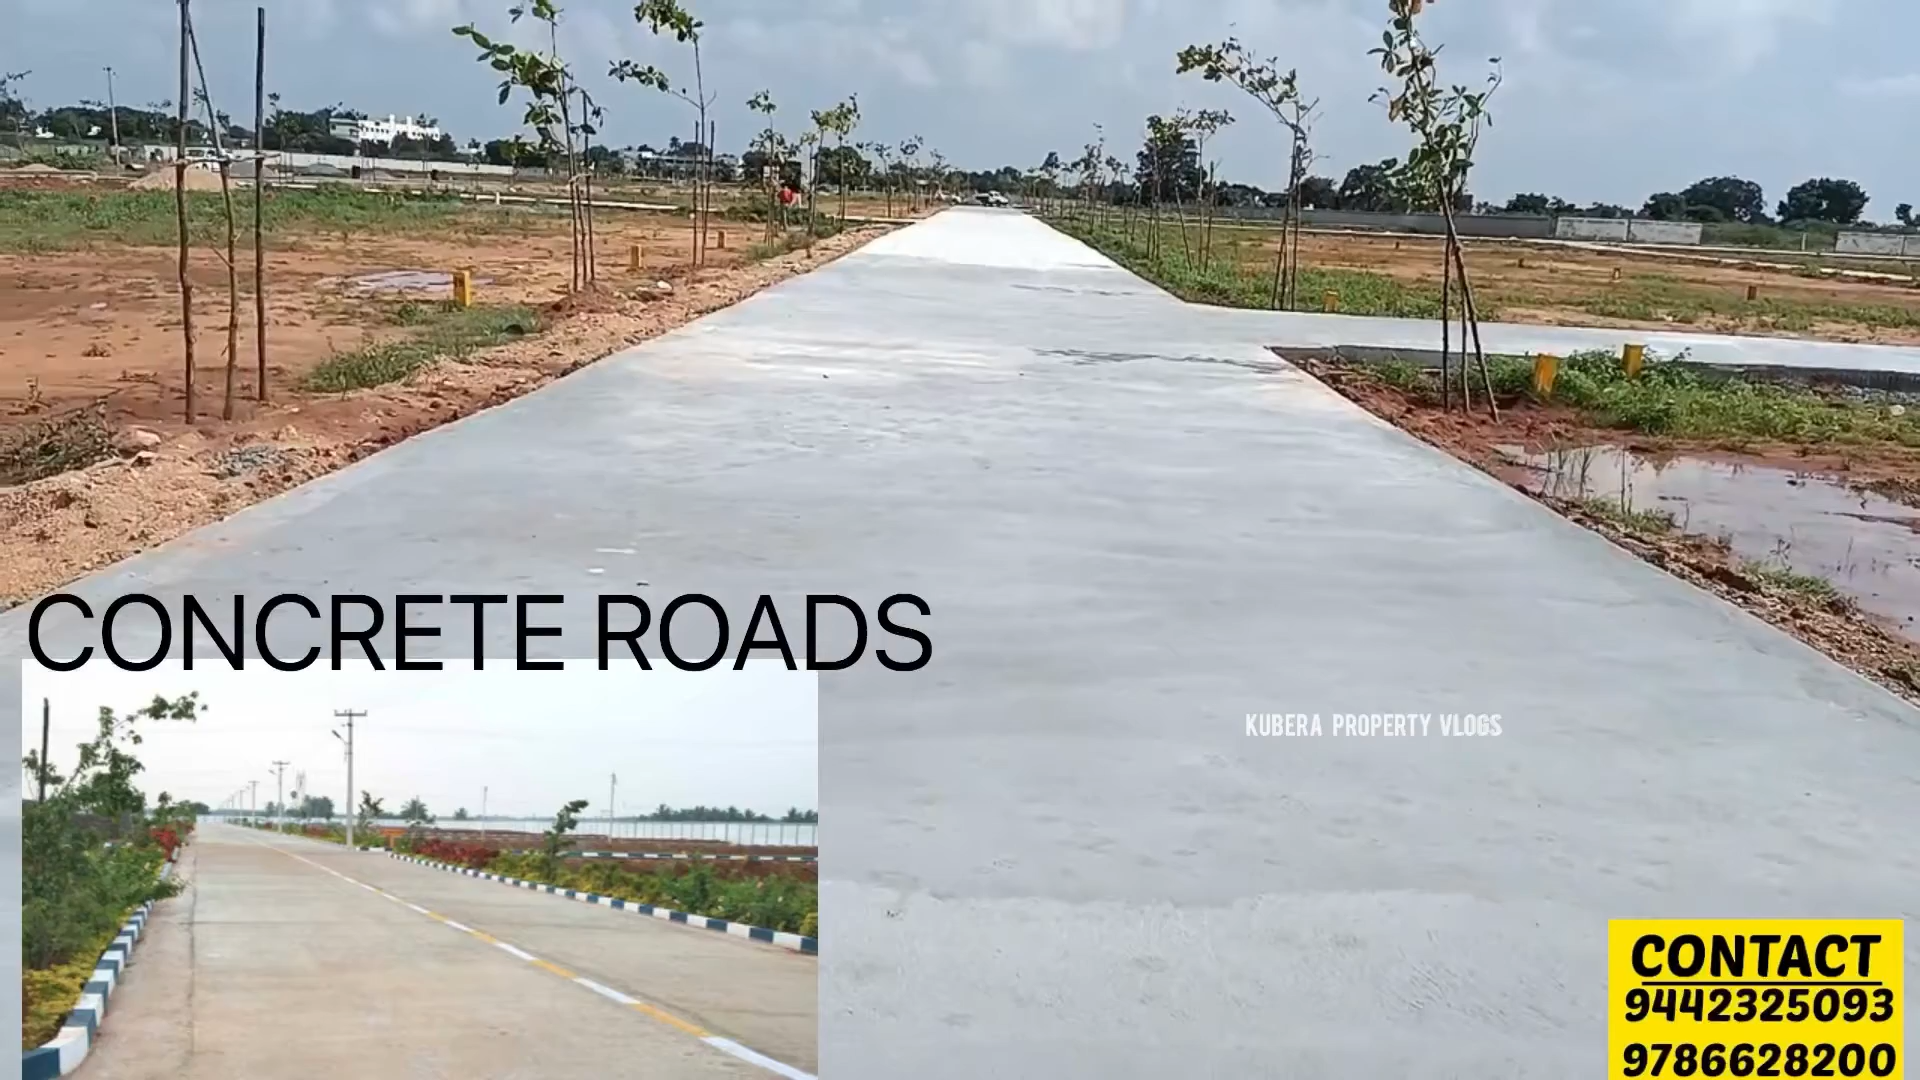 CONCRETE ROADS
KUBERA PROPERTY VLOGS
CONTACT
9442325093
9786628200